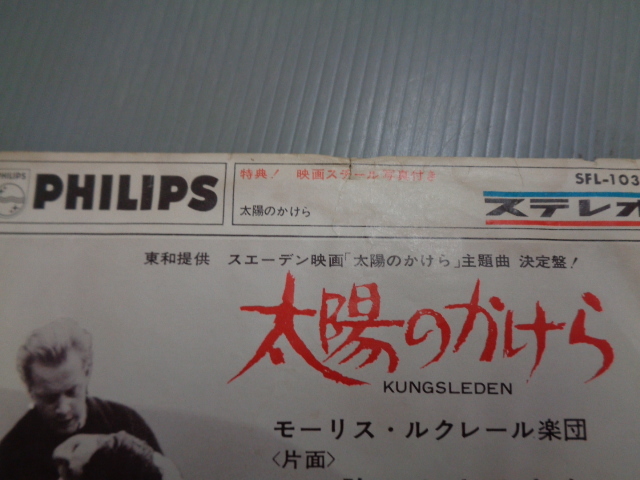 PHILIPS
PHILIPS
特典! 映画スチール写真付き
太陽のかけら
SFL-103
ステレオ
東和提供 スエーデン映画「太陽のかけら」主題曲 決定盤!
太陽のかけら
KUNGSLEDEN
モーリス・ルクレール楽団
〈片面〉